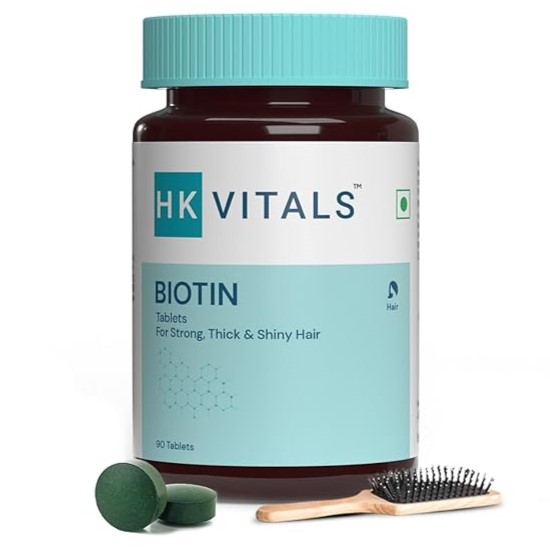 HK VITALS™
BIOTIN
Tablets
For Strong, Thick & Shiny Hair
Hair
90 Tablets